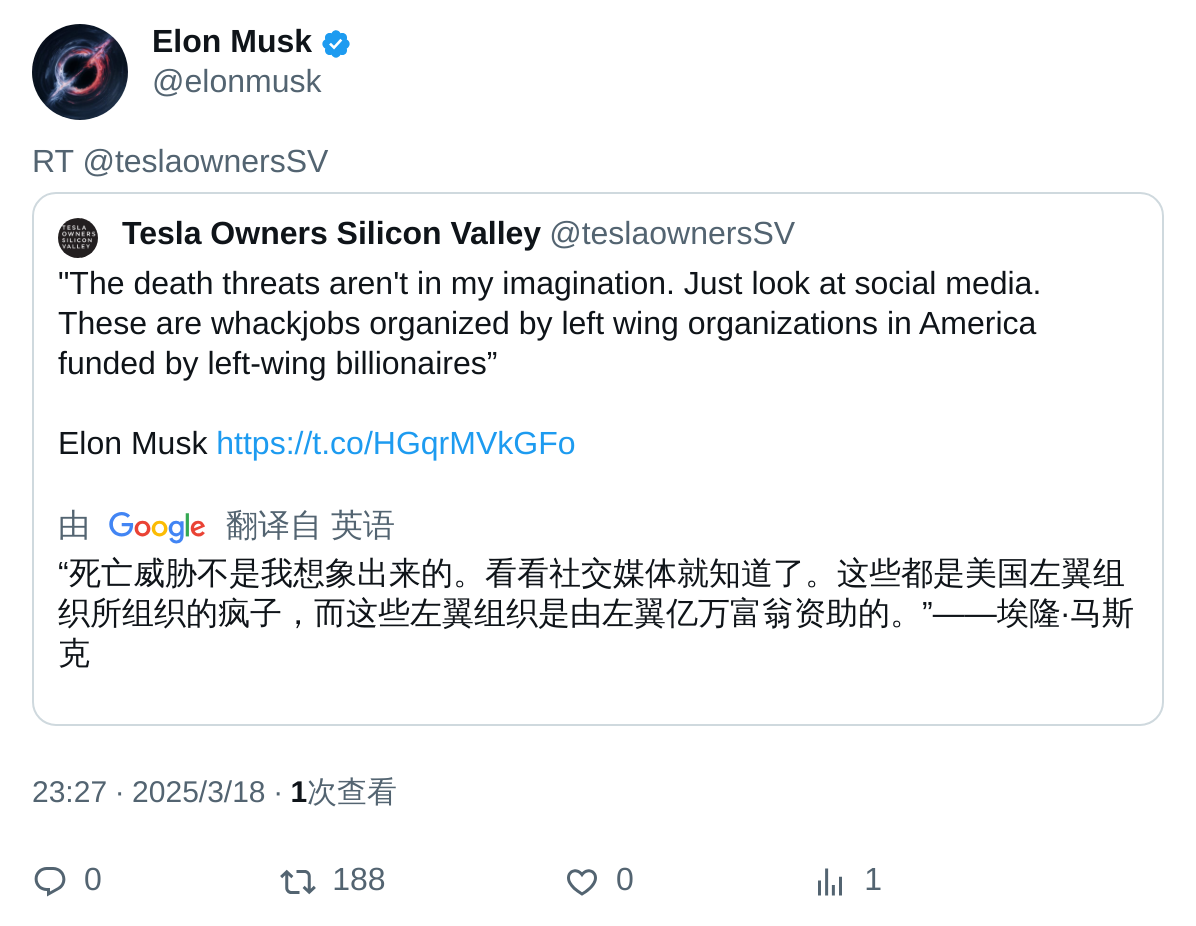 Elon Musk
@elonmusk
RT @teslaownersSV
TESLA
OWNERS
SILICON
VALLEY
Tesla Owners Silicon Valley @teslaownersSV
"The death threats aren't in my imagination. Just look at social media.
These are whackjobs organized by left wing organizations in America
funded by left-wing billionaires”
Elon Musk https://t.co/HGqrMVkGFo
由 Google 翻译自 英语
“死亡威胁不是我想象出来的。看看社交媒体就知道了。这些都是美国左翼组
织所组织的疯子，而这些左翼组织是由左翼亿万富翁资助的。”——埃隆·马斯
克
23:27 · 2025/3/18 · 1次查看
0 188 0 1